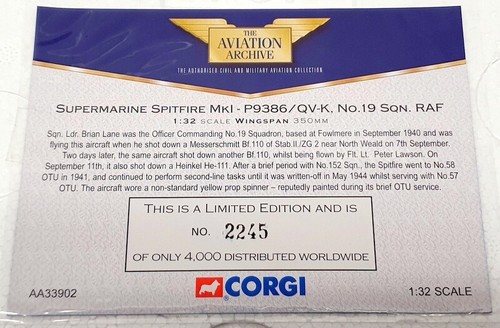 THE
AVIATION
ARCHIVE
THE AUTHORISED CIVIL AND MILITARY AVIATION COLLECTION
SUPERMARINE SPITFIRE MKI - P9386/QV-K, NO.19 SQN. RAF
1:32 SCALE WINGSPAN 350MM
Sqn. Ldr. Brian Lane was the Officer Commanding No.19 Squadron, based at Fowlmere in September 1940 and was
flying this aircraft when he shot down a Messerschmitt Bf.110 of Stab.II./ZG 2 near North Weald on 7th September.
Two days later, the same aircraft shot down another Bf.110, whilst being flown by Flt. Lt. Peter Lawson. On
September 11th, it also shot down a Heinkel He-111. After a brief period with No.152 Sqn., the Spitfire went to No.58
OTU in 1941, and continued to perform second-line tasks until it was written-off in May 1944 whilst serving with No.57
OTU. The aircraft wore a non-standard yellow prop spinner – reputedly painted during its brief OTU service.
THIS IS A LIMITED EDITION AND IS
NO. 2245
OF ONLY 4,000 DISTRIBUTED WORLDWIDE
AA33902 CORGI 1:32 SCALE